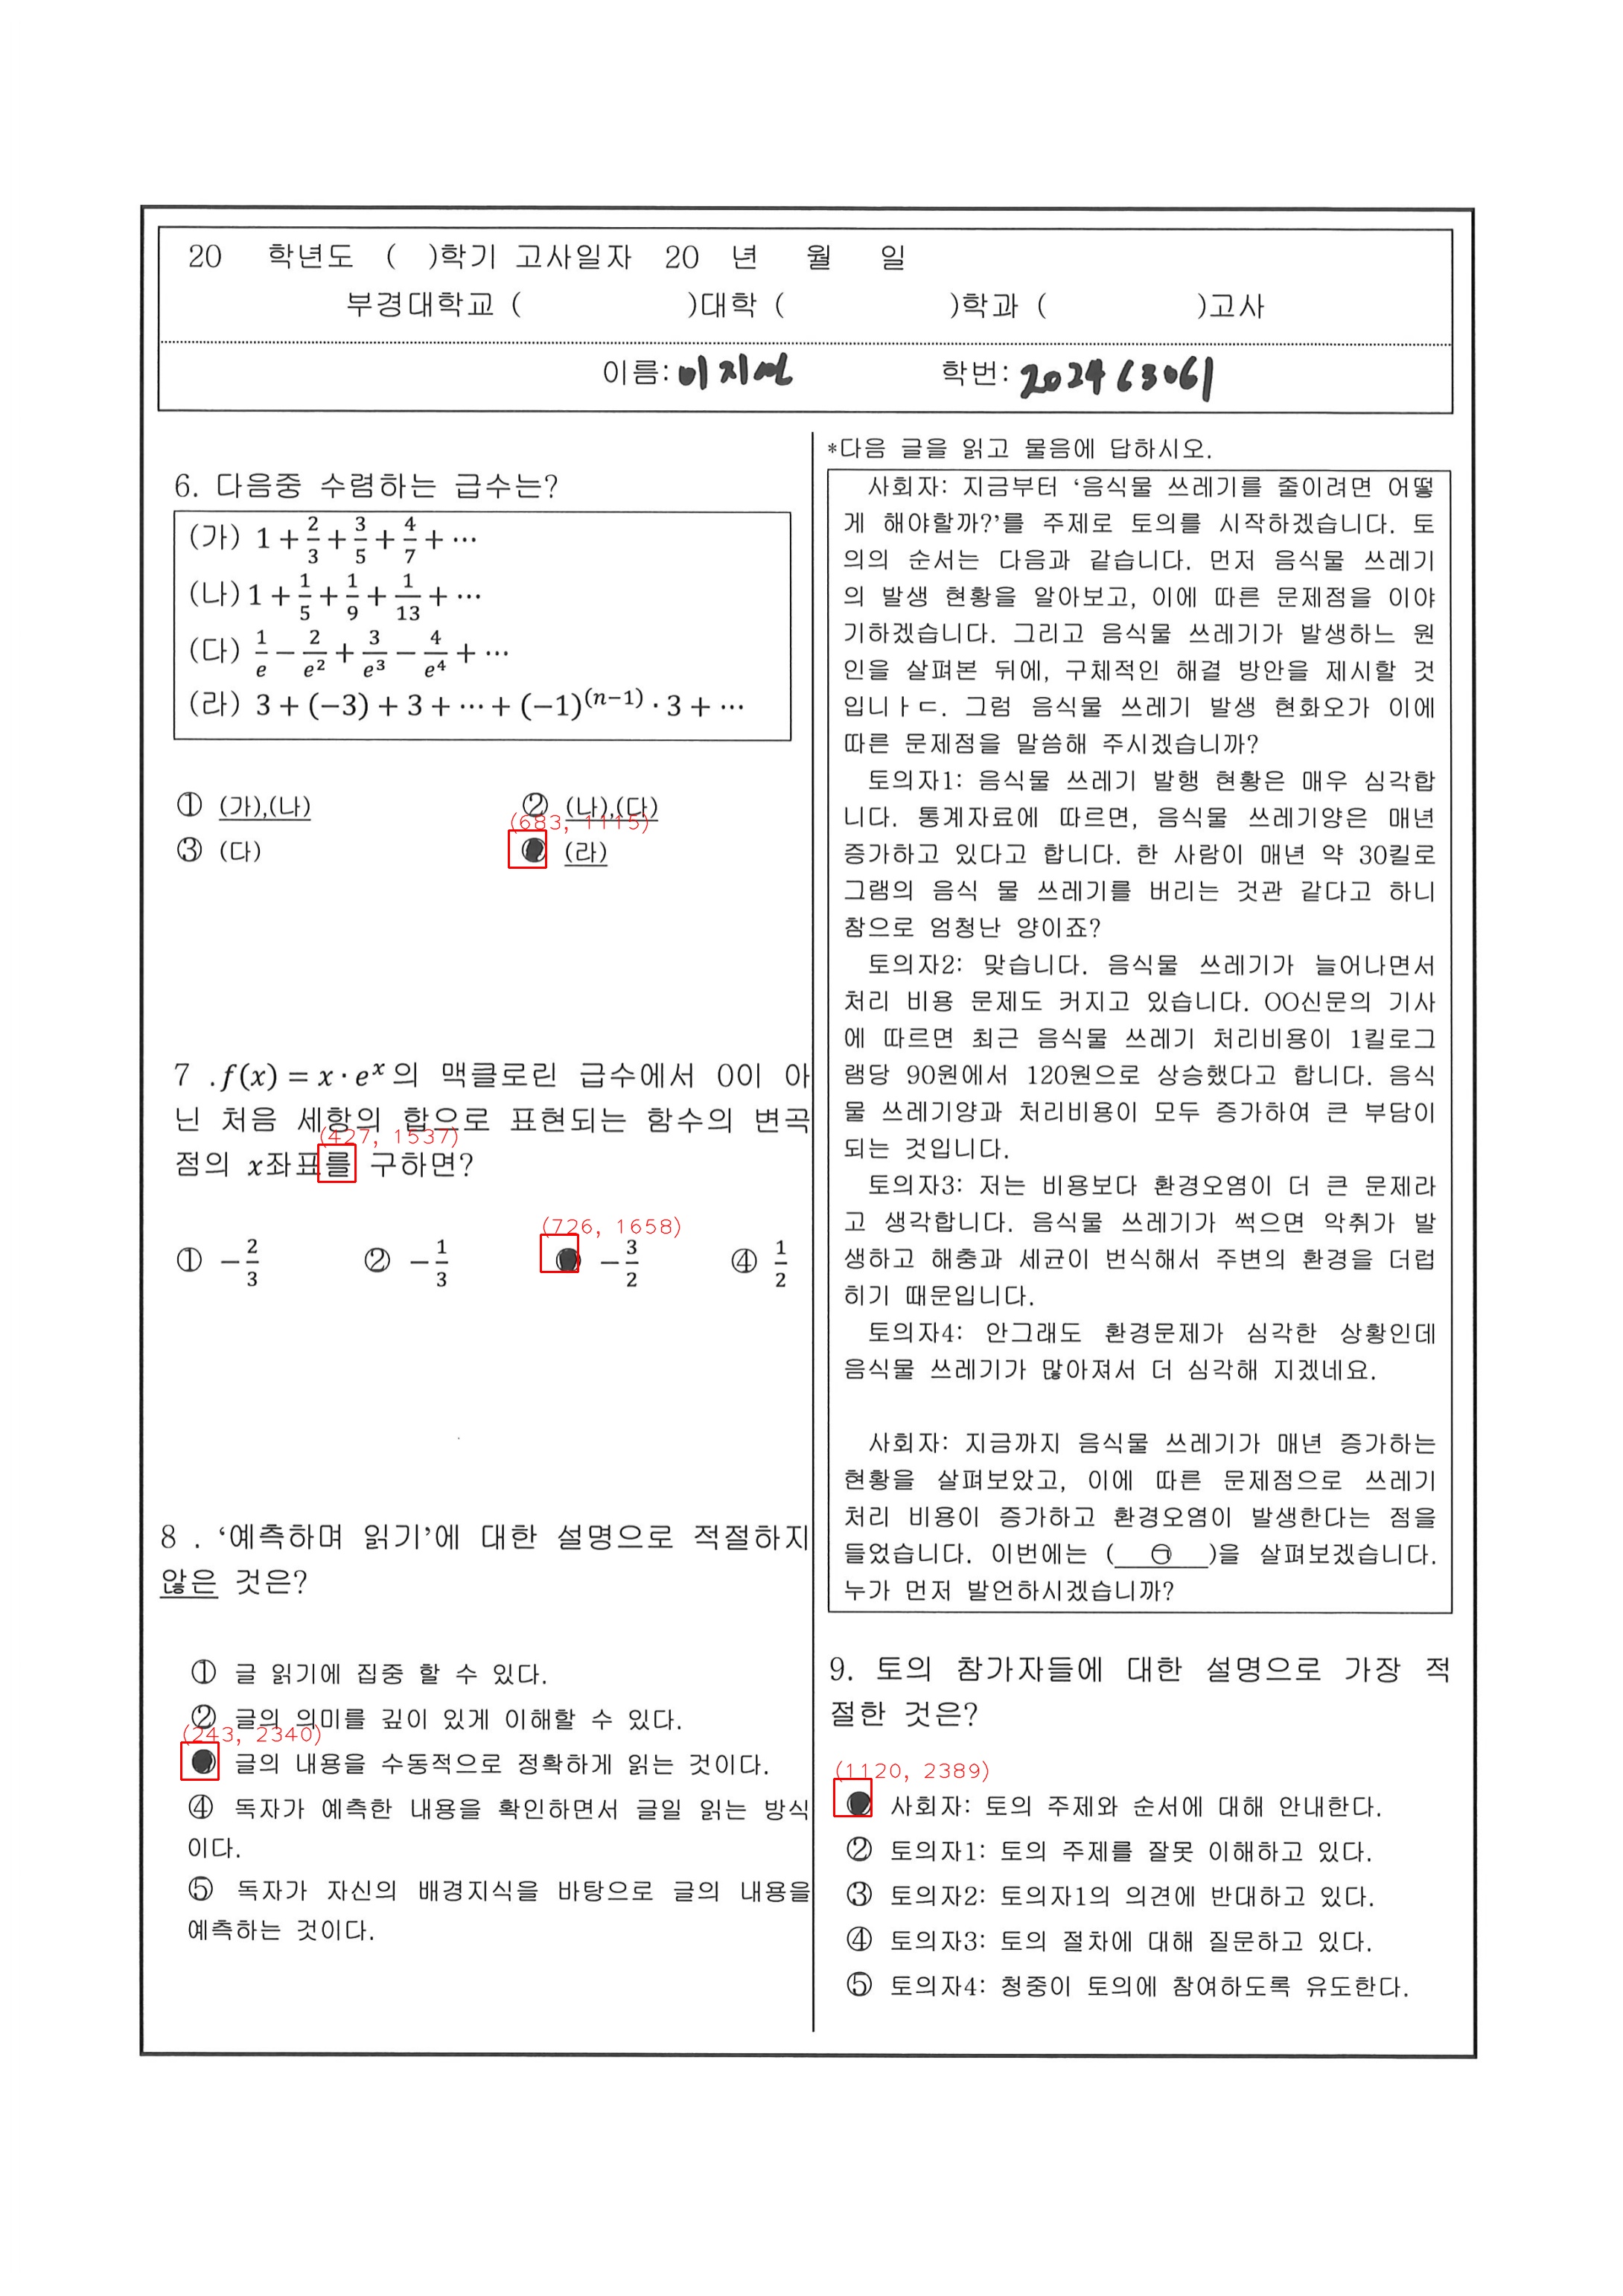 20 학년도 ( )학기 고사일자 20 년 월 일
부경대학교 ( )대학 ( )학과 ( )고사
이름: 이지민 학번: 202463061
6. 다음중 수렴하는 급수는?
(가) 1 + 2/3 + 3/5 + 4/7 + ⋯
(나) 1 + 1/5 + 1/9 + 1/13 + ⋯
(다) 1/e − 2/e² + 3/e³ − 4/e⁴ + ⋯
(라) 3 + (−3) + 3 + ⋯ + (−1)^(n−1) · 3 + ⋯
① (가),(나) ② (나),(다)
(683, 1115)
③ (다) (라)
7 .f(x) = x · eˣ의 맥클로린 급수에서 0이 아
닌 처음 세항의 합으로 표현되는 함수의 변곡
(427, 1537)
점의 x좌표를 구하면?
(726, 1658)
① −2/3 ② −1/3 −3/2 ④ 1/2
8 . ‘예측하며 읽기’에 대한 설명으로 적절하지
않은 것은?
① 글 읽기에 집중 할 수 있다.
② 글의 의미를 깊이 있게 이해할 수 있다.
(243, 2340)
글의 내용을 수동적으로 정확하게 읽는 것이다.
④ 독자가 예측한 내용을 확인하면서 글일 읽는 방식
이다.
⑤ 독자가 자신의 배경지식을 바탕으로 글의 내용을
예측하는 것이다.
*다음 글을 읽고 물음에 답하시오.
사회자: 지금부터 ‘음식물 쓰레기를 줄이려면 어떻
게 해야할까?’를 주제로 토의를 시작하겠습니다. 토
의의 순서는 다음과 같습니다. 먼저 음식물 쓰레기
의 발생 현황을 알아보고, 이에 따른 문제점을 이야
기하겠습니다. 그리고 음식물 쓰레기가 발생하느 원
인을 살펴본 뒤에, 구체적인 해결 방안을 제시할 것
입니ㅏㄷ. 그럼 음식물 쓰레기 발생 현화오가 이에
따른 문제점을 말씀해 주시겠습니까?
토의자1: 음식물 쓰레기 발행 현황은 매우 심각합
니다. 통계자료에 따르면, 음식물 쓰레기양은 매년
증가하고 있다고 합니다. 한 사람이 매년 약 30킬로
그램의 음식 물 쓰레기를 버리는 것관 같다고 하니
참으로 엄청난 양이죠?
토의자2: 맞습니다. 음식물 쓰레기가 늘어나면서
처리 비용 문제도 커지고 있습니다. OO신문의 기사
에 따르면 최근 음식물 쓰레기 처리비용이 1킬로그
램당 90원에서 120원으로 상승했다고 합니다. 음식
물 쓰레기양과 처리비용이 모두 증가하여 큰 부담이
되는 것입니다.
토의자3: 저는 비용보다 환경오염이 더 큰 문제라
고 생각합니다. 음식물 쓰레기가 썩으면 악취가 발
생하고 해충과 세균이 번식해서 주변의 환경을 더럽
히기 때문입니다.
토의자4: 안그래도 환경문제가 심각한 상황인데
음식물 쓰레기가 많아져서 더 심각해 지겠네요.
사회자: 지금까지 음식물 쓰레기가 매년 증가하는
현황을 살펴보았고, 이에 따른 문제점으로 쓰레기
처리 비용이 증가하고 환경오염이 발생한다는 점을
들었습니다. 이번에는 ( ㉠ )을 살펴보겠습니다.
누가 먼저 발언하시겠습니까?
9. 토의 참가자들에 대한 설명으로 가장 적
절한 것은?
(1120, 2389)
사회자: 토의 주제와 순서에 대해 안내한다.
② 토의자1: 토의 주제를 잘못 이해하고 있다.
③ 토의자2: 토의자1의 의견에 반대하고 있다.
④ 토의자3: 토의 절차에 대해 질문하고 있다.
⑤ 토의자4: 청중이 토의에 참여하도록 유도한다.